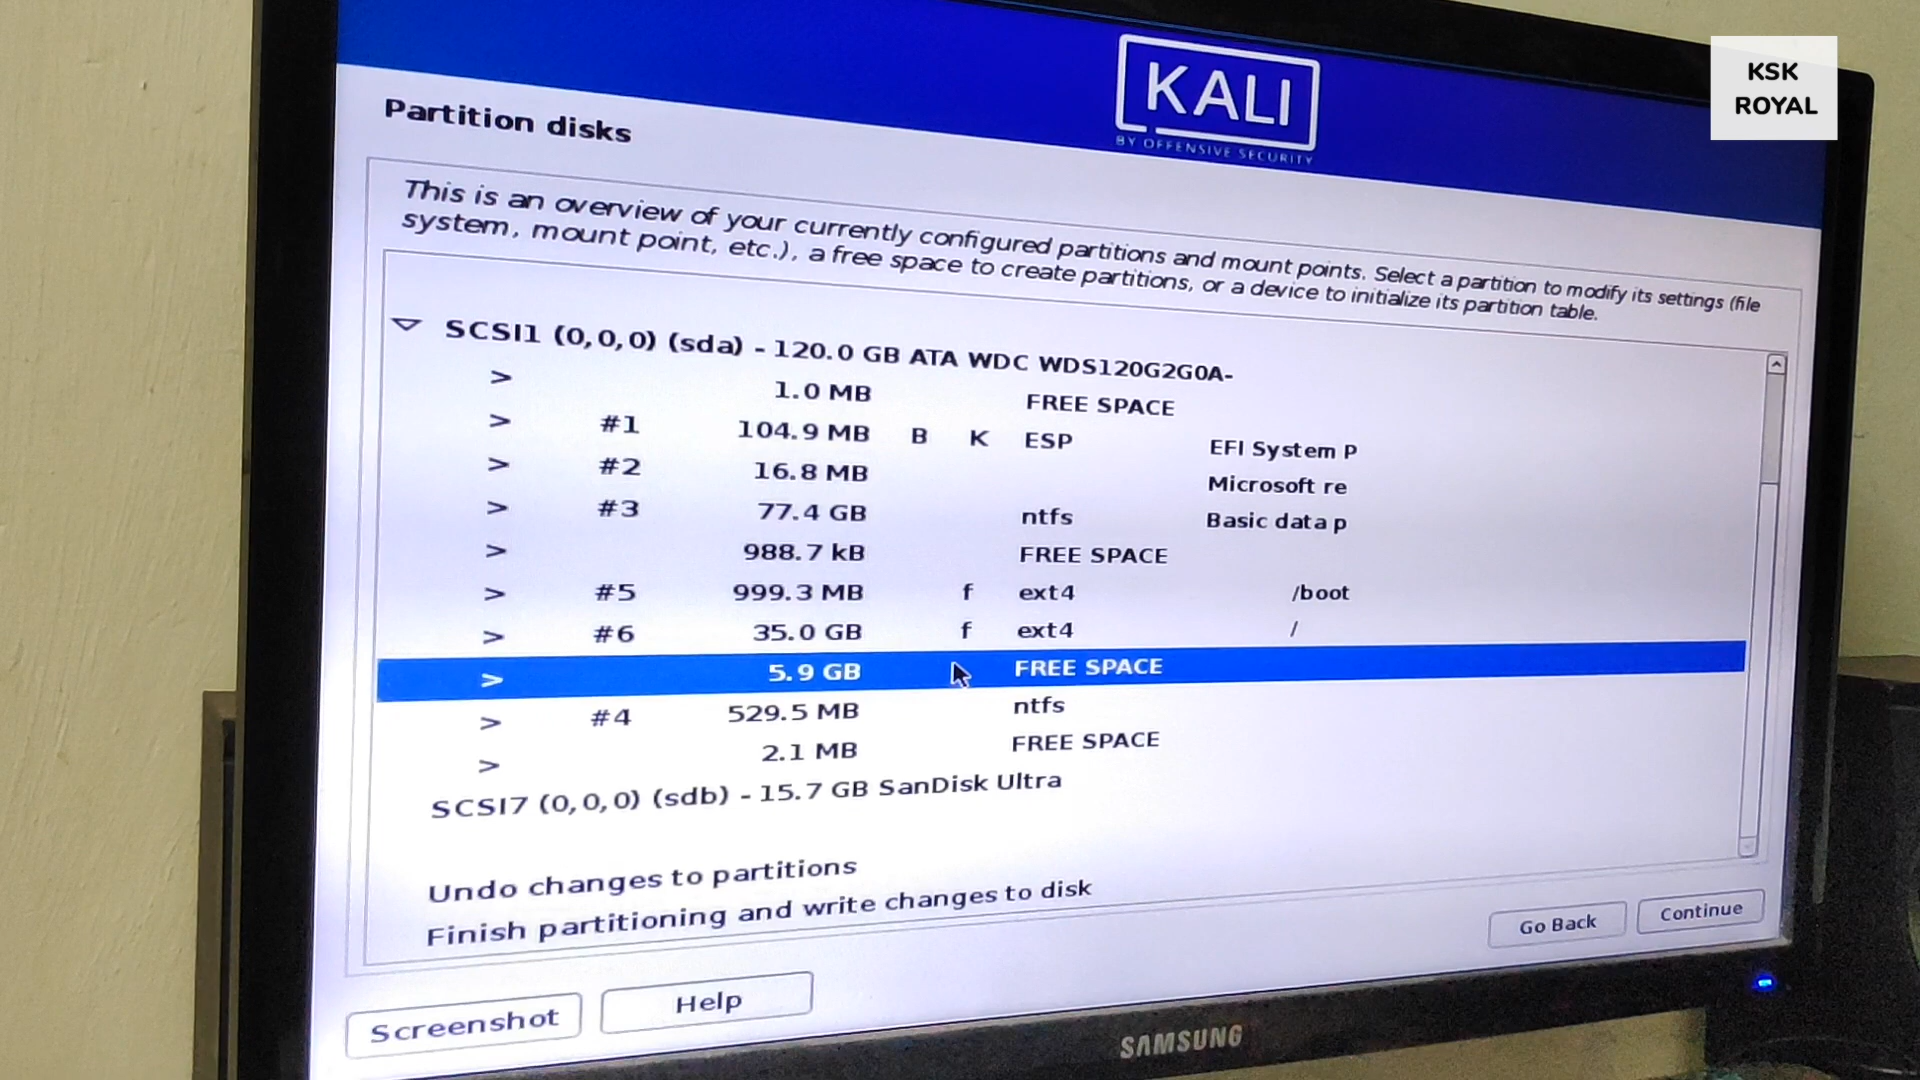 KSK
ROYAL
KALI
BY OFFENSIVE SECURITY
Partition disks
This is an overview of your currently configured partitions and mount points. Select a partition to modify its settings (file
system, mount point, etc.), a free space to create partitions, or a device to initialize its partition table.
SCSI1 (0,0,0) (sda) - 120.0 GB ATA WDC WDS120G2G0A-
> 1.0 MB FREE SPACE
> #1 104.9 MB B K ESP EFI System P
> #2 16.8 MB Microsoft re
> #3 77.4 GB ntfs Basic data p
> 988.7 kB FREE SPACE
> #5 999.3 MB f ext4 /boot
> #6 35.0 GB f ext4 /
> 5.9 GB FREE SPACE
> #4 529.5 MB ntfs
> 2.1 MB FREE SPACE
SCSI7 (0,0,0) (sdb) - 15.7 GB SanDisk Ultra
Undo changes to partitions
Finish partitioning and write changes to disk
Go Back
Continue
Screenshot
Help
SAMSUNG